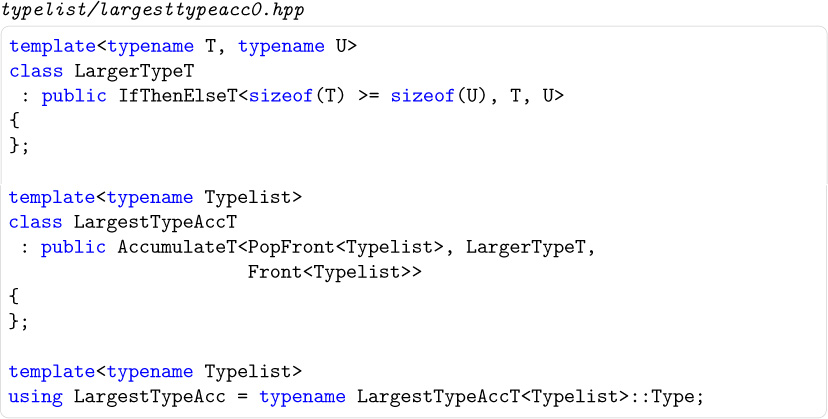 typelist/largesttypeacc0.hpp
template<typename T, typename U>
class LargerTypeT
 : public IfThenElseT<sizeof(T) >= sizeof(U), T, U>
{
};
template<typename Typelist>
class LargestTypeAccT
 : public AccumulateT<PopFront<Typelist>, LargerTypeT,
                      Front<Typelist>>
{
};
template<typename Typelist>
using LargestTypeAcc = typename LargestTypeAccT<Typelist>::Type;